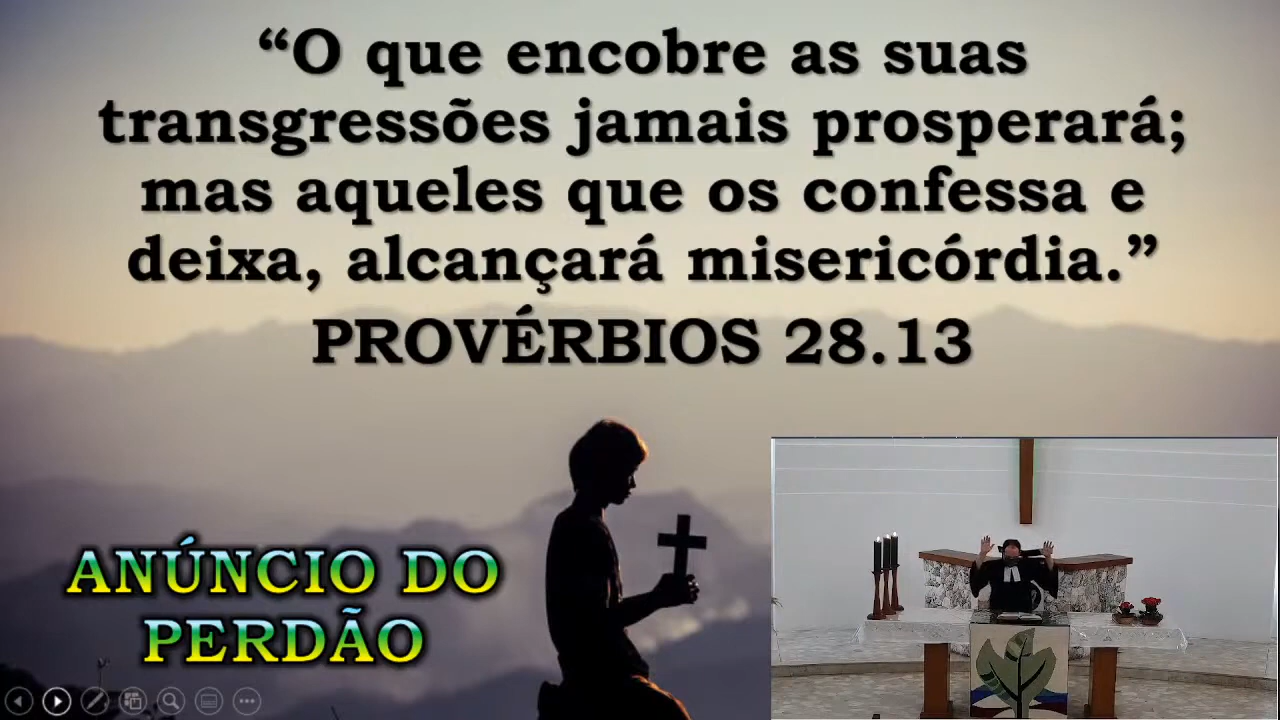 “O que encobre as suas
transgressões jamais prosperará;
mas aqueles que os confessa e
deixa, alcançará misericórdia.”
PROVÉRBIOS 28.13
ANÚNCIO DO
PERDÃO